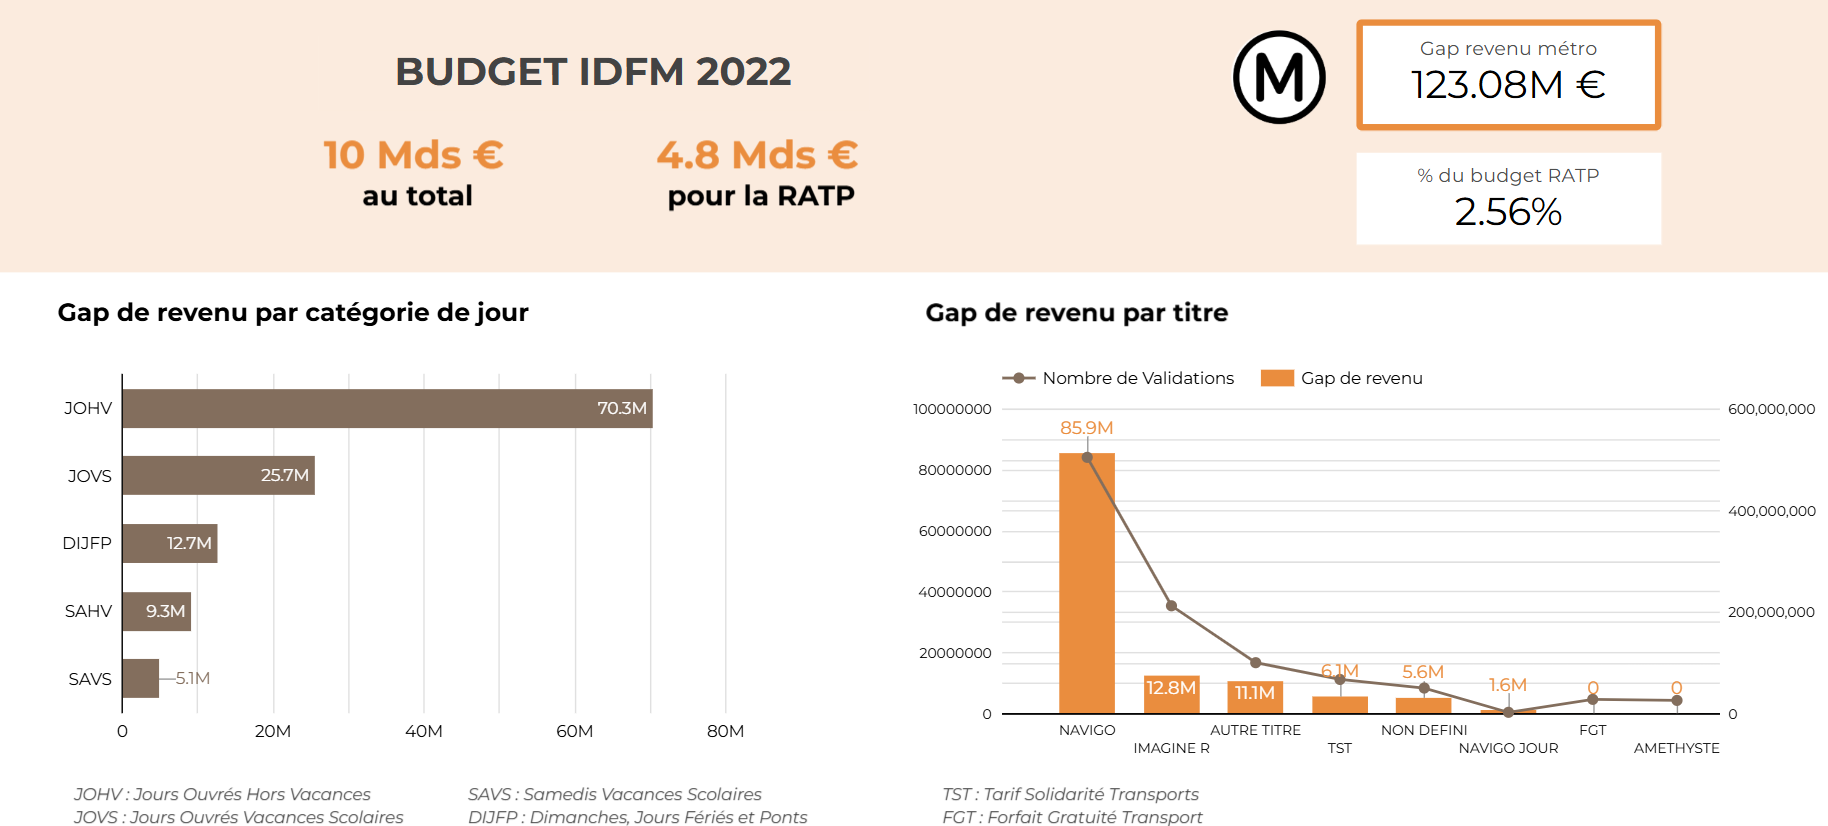 BUDGET IDFM 2022
10 Mds €
au total
4.8 Mds €
pour la RATP
M
Gap revenu métro
123.08M €
% du budget RATP
2.56%
Gap de revenu par catégorie de jour
JOHV
70.3M
JOVS
25.7M
DIJFP
12.7M
SAHV
9.3M
SAVS
5.1M
0 20M 40M 60M 80M
JOHV : Jours Ouvrés Hors Vacances
JOVS : Jours Ouvrés Vacances Scolaires
SAVS : Samedis Vacances Scolaires
DIJFP : Dimanches, Jours Fériés et Ponts
Gap de revenu par titre
Nombre de Validations Gap de revenu
100000000
80000000
60000000
40000000
20000000
0
600,000,000
400,000,000
200,000,000
0
85.9M
12.8M
11.1M
6.1M
5.6M
1.6M
0
0
NAVIGO
IMAGINE R
AUTRE TITRE
TST
NON DEFINI
NAVIGO JOUR
FGT
AMETHYSTE
TST : Tarif Solidarité Transports
FGT : Forfait Gratuité Transport